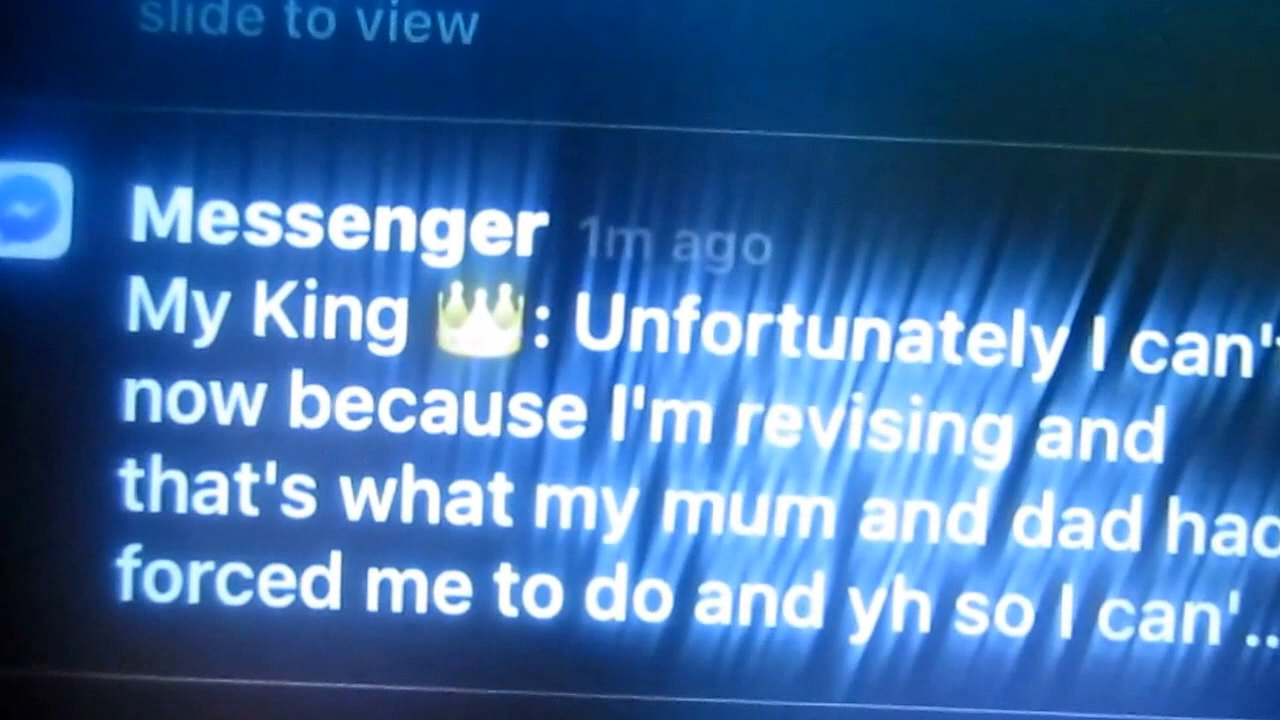 slide to view
Messenger 1m ago
My King 👑: Unfortunately I can't
now because I'm revising and
that's what my mum and dad had
forced me to do and yh so I can'...